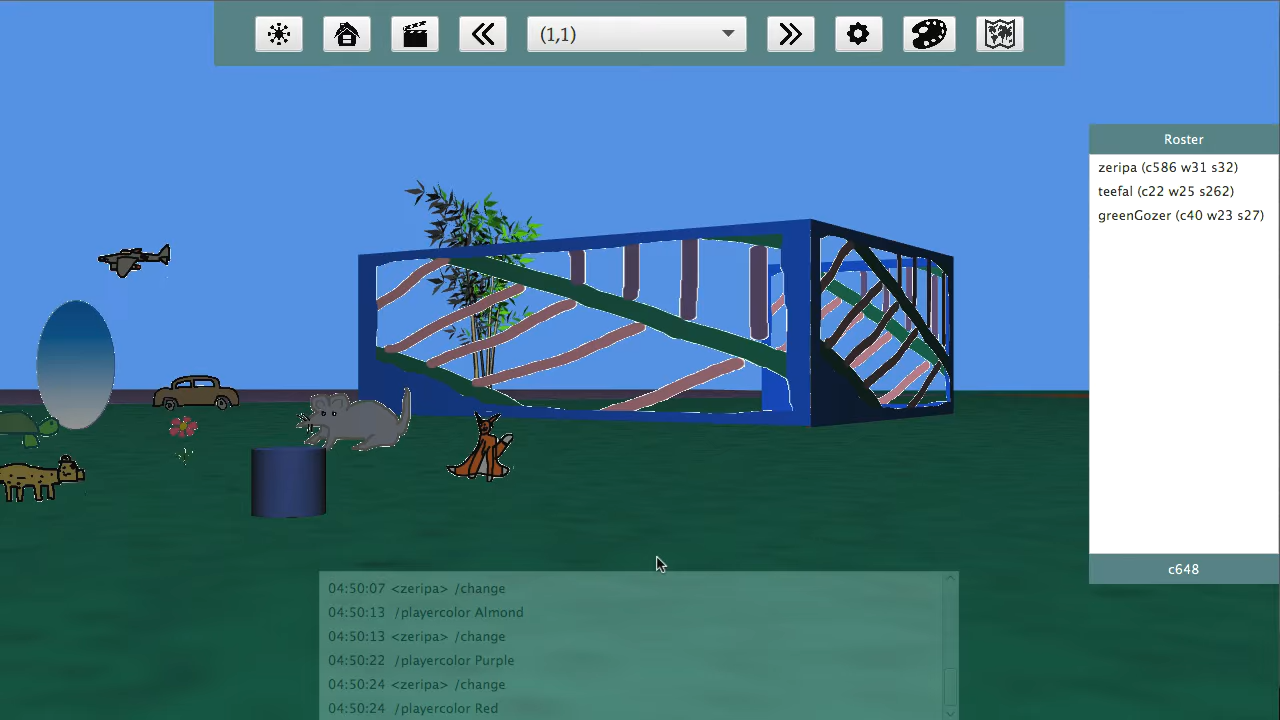 (1,1)
Roster
zeripa (c586 w31 s32)
teefal (c22 w25 s262)
greenGozer (c40 w23 s27)
c648
04:50:07 <zeripa> /change
04:50:13 /playercolor Almond
04:50:13 <zeripa> /change
04:50:22 /playercolor Purple
04:50:24 <zeripa> /change
04:50:24 /playercolor Red